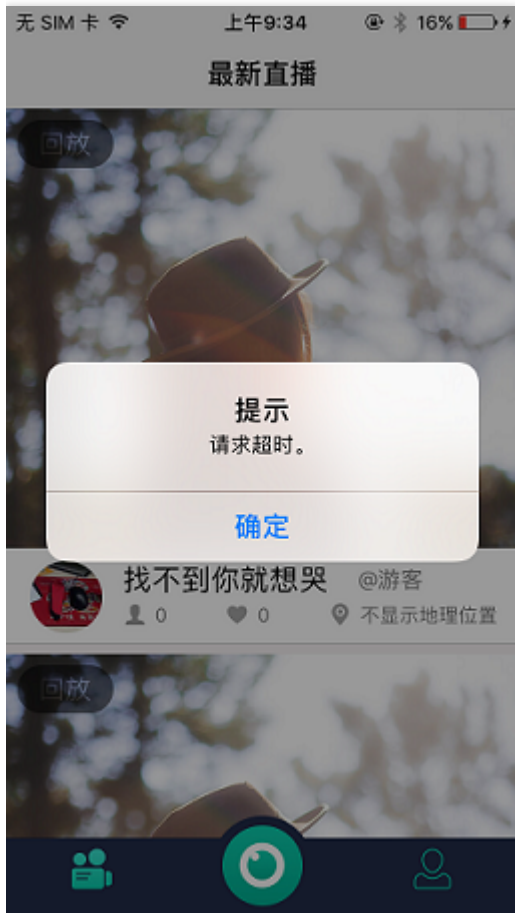 无 SIM 卡 上午9:34 16%
最新直播
回放
提示
请求超时。
确定
找不到你就想哭 @游客
0 0 不显示地理位置
回放